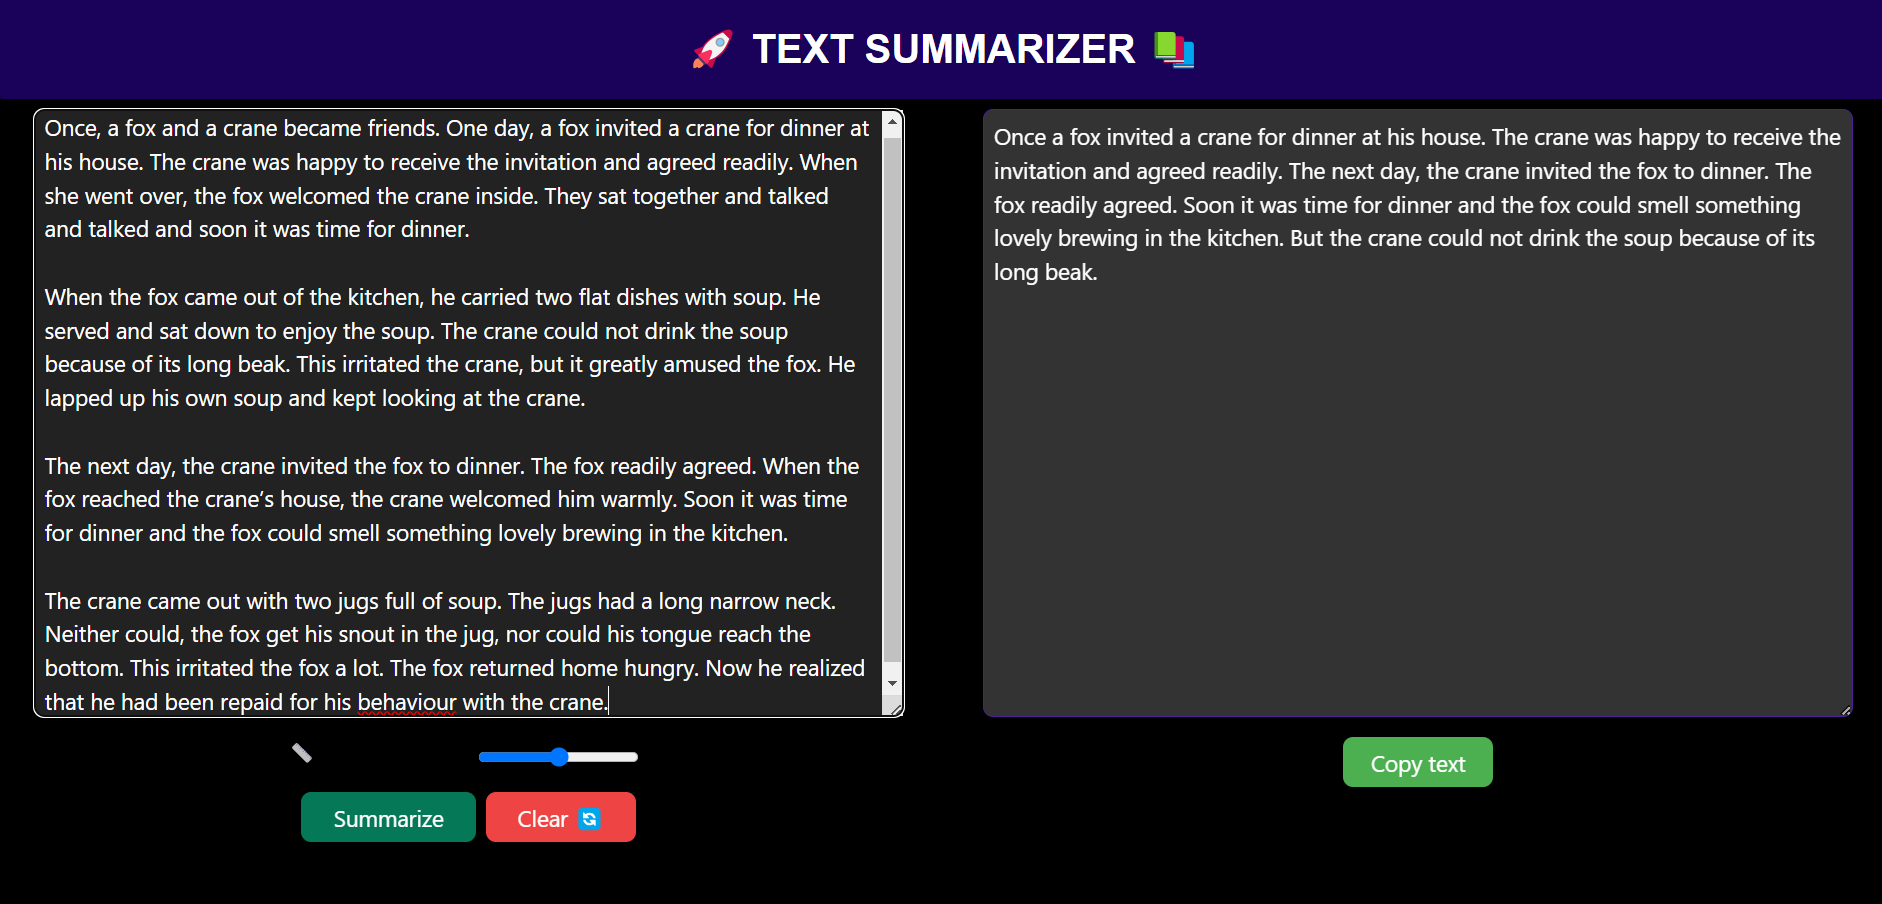 TEXT SUMMARIZER
Once, a fox and a crane became friends. One day, a fox invited a crane for dinner at
his house. The crane was happy to receive the invitation and agreed readily. When
she went over, the fox welcomed the crane inside. They sat together and talked
and talked and soon it was time for dinner.
When the fox came out of the kitchen, he carried two flat dishes with soup. He
served and sat down to enjoy the soup. The crane could not drink the soup
because of its long beak. This irritated the crane, but it greatly amused the fox. He
lapped up his own soup and kept looking at the crane.
The next day, the crane invited the fox to dinner. The fox readily agreed. When the
fox reached the crane’s house, the crane welcomed him warmly. Soon it was time
for dinner and the fox could smell something lovely brewing in the kitchen.
The crane came out with two jugs full of soup. The jugs had a long narrow neck.
Neither could, the fox get his snout in the jug, nor could his tongue reach the
bottom. This irritated the fox a lot. The fox returned home hungry. Now he realized
that he had been repaid for his behaviour with the crane.
Summarize
Clear
Once a fox invited a crane for dinner at his house. The crane was happy to receive the
invitation and agreed readily. The next day, the crane invited the fox to dinner. The
fox readily agreed. Soon it was time for dinner and the fox could smell something
lovely brewing in the kitchen. But the crane could not drink the soup because of its
long beak.
Copy text